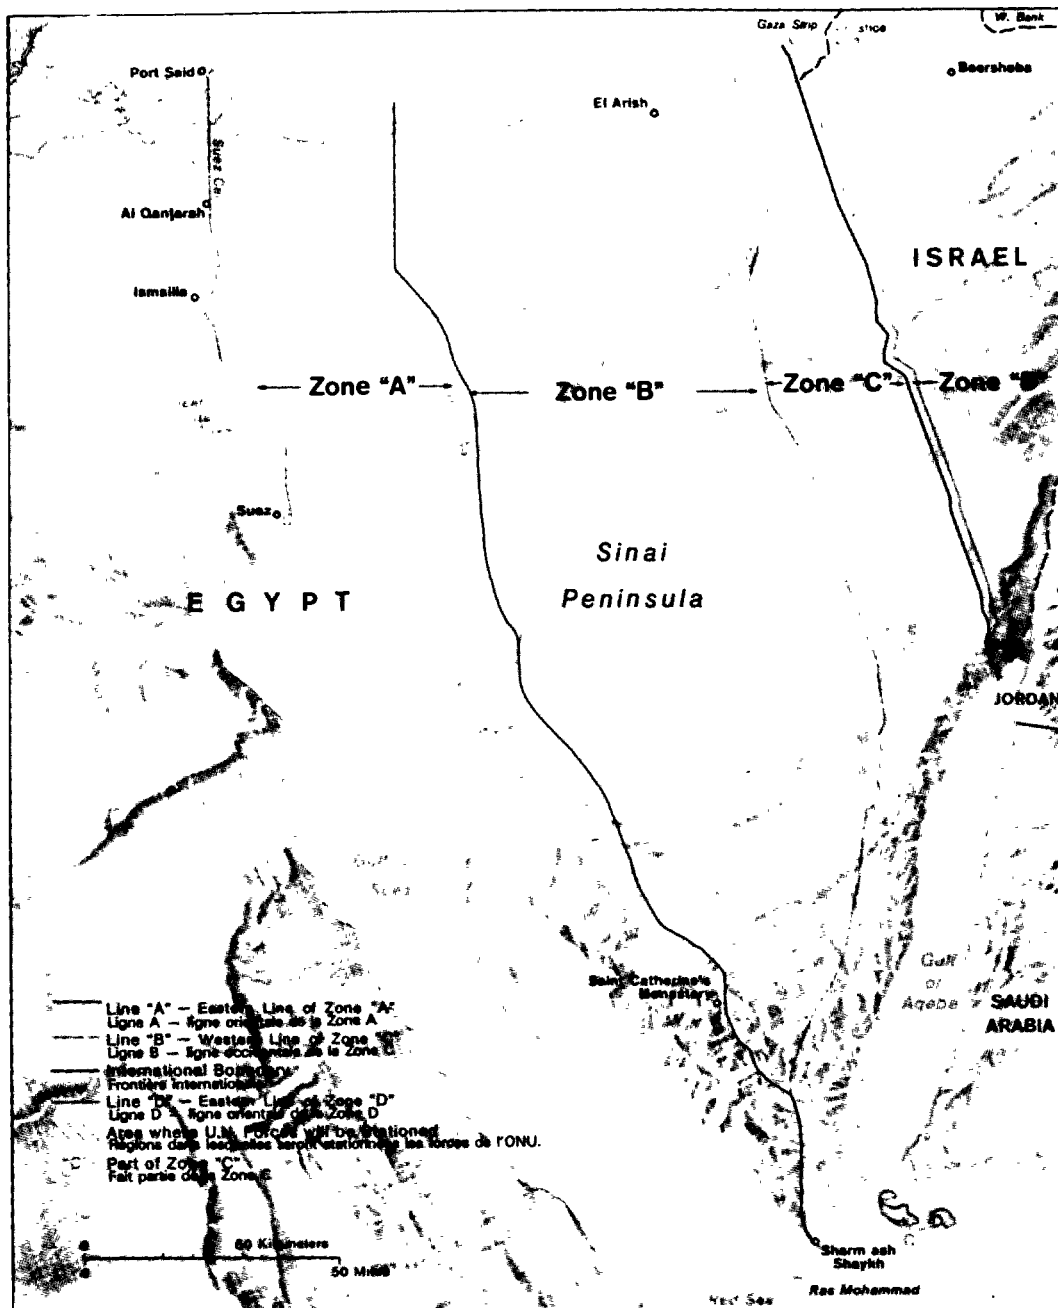 Gaza Strip
W. Bank
Port Said
Beersheba
El Arish
Suez Ca
Al Qantarah
ISRAEL
Ismailia
Zone "A"
Zone "B"
Zone "C"
Zone
Suez
Sinai
Peninsula
EGYPT
JORDAN
Gulf
Suez
Saint Catherine's
Monastery
Gulf
of
Aqaba
SAUDI
ARABIA
Line "A" – Eastern Line of Zone "A"
Ligne A – ligne orientale de la Zone A
Line "B" – Western Line of Zone
Ligne B – ligne occidentale de la Zone C
International Boundary
Frontière Internationale
Line "D" – Eastern Line of Zone "D"
Ligne D – ligne orientale de la Zone D
Area where U.N. Forces will be Stationed
Régions dans lesquelles seront stationnées les forces de l'ONU.
Part of Zone "C"
Fait partie de la Zone C
50 Kilometers
50 Miles
Sharm ash
Shaykh
Ras Mohammad
Red Sea